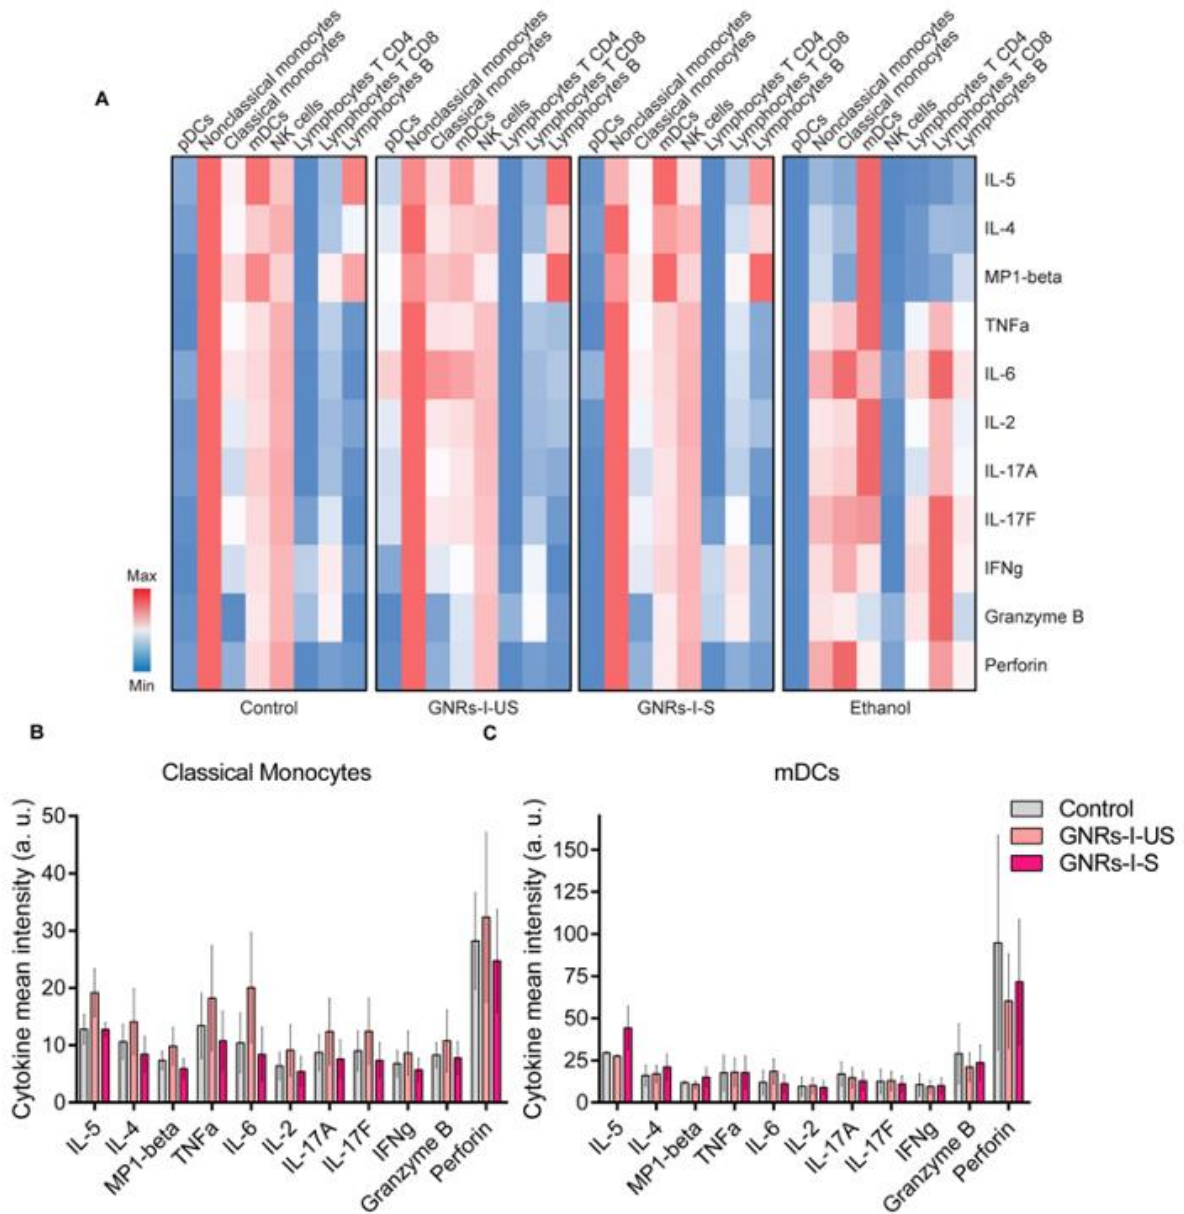 A
pDCs Nonclassical monocytes Classical monocytes mDCs NK cells Lymphocytes T CD4 Lymphocytes T CD8 Lymphocytes B
pDCs Nonclassical monocytes Classical monocytes mDCs NK cells Lymphocytes T CD4 Lymphocytes T CD8 Lymphocytes B
pDCs Nonclassical monocytes Classical monocytes mDCs NK cells Lymphocytes T CD4 Lymphocytes T CD8 Lymphocytes B
pDCs Nonclassical monocytes Classical monocytes mDCs NK cells Lymphocytes T CD4 Lymphocytes T CD8 Lymphocytes B
IL-5
IL-4
MP1-beta
TNFa
IL-6
IL-2
IL-17A
IL-17F
IFNg
Granzyme B
Perforin
Max
Min
Control GNRs-I-US GNRs-I-S Ethanol
B
Classical Monocytes
Cytokine mean intensity (a. u.)
50
40
30
20
10
0
IL-5 IL-4 MP1-beta TNFa IL-6 IL-2 IL-17A IL-17F IFNg Granzyme B Perforin
C
mDCs
Cytokine mean intensity (a. u.)
150
125
100
75
50
25
0
IL-5 IL-4 MP1-beta TNFa IL-6 IL-2 IL-17A IL-17F IFNg Granzyme B Perforin
Control
GNRs-I-US
GNRs-I-S